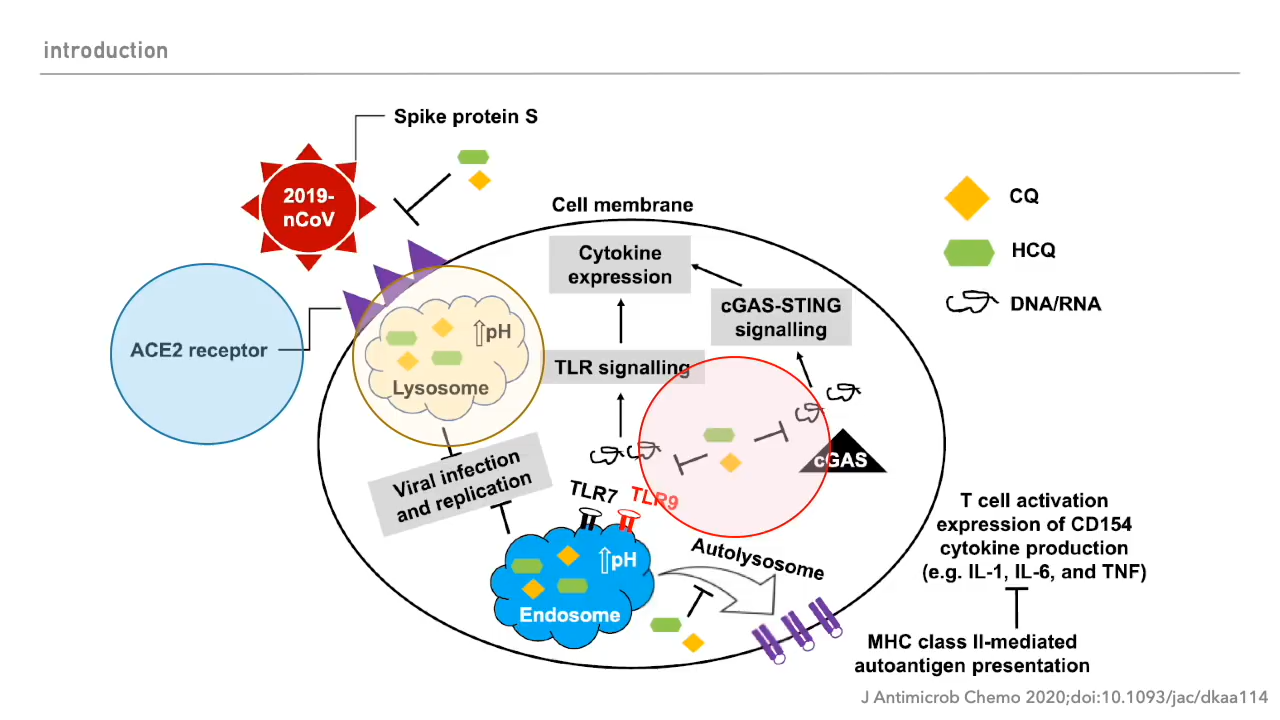 introduction
Spike protein S
2019-
nCoV
Cell membrane
CQ
HCQ
DNA/RNA
Cytokine
expression
cGAS-STING
signalling
ACE2 receptor
pH
Lysosome
TLR signalling
cGAS
Viral infection
and replication
TLR7
TLR9
pH
Endosome
Autolysosome
T cell activation
expression of CD154
cytokine production
(e.g. IL-1, IL-6, and TNF)
MHC class II-mediated
autoantigen presentation
J Antimicrob Chemo 2020;doi:10.1093/jac/dkaa114